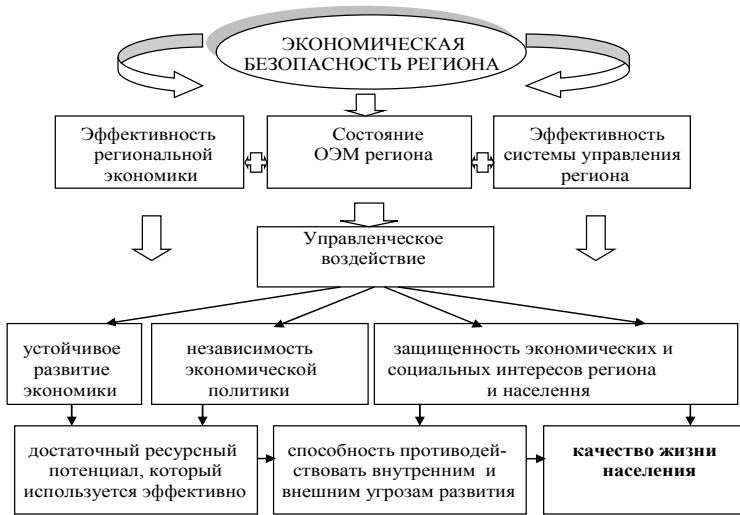 ЭКОНОМИЧЕСКАЯ
БЕЗОПАСНОСТЬ РЕГИОНА
Эффективность
региональной
экономики
Состояние
ОЭМ региона
Эффективность
системы управления
региона
Управленческое
воздействие
устойчивое
развитие
экономики
независимость
экономической
политики
защищенность экономических и
социальных интересов региона
и населення
достаточный ресурсный
потенциал, который
используется эффективно
способность противодей-
ствовать внутренним и
внешним угрозам развития
качество жизни
населения